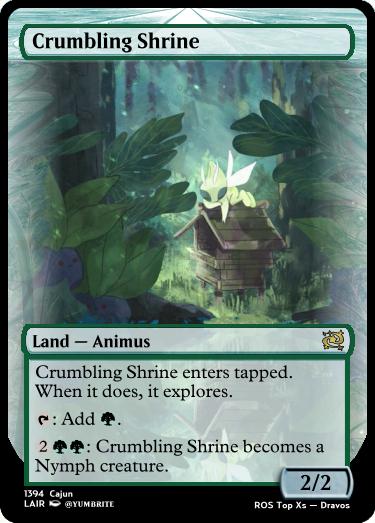 Crumbling Shrine
Land — Animus
Crumbling Shrine enters tapped.
When it does, it explores.
: Add .
2 : Crumbling Shrine becomes a
Nymph creature.
2/2
1394 Cajun
LAIR @YUMBRITE
ROS Top Xs — Dravos